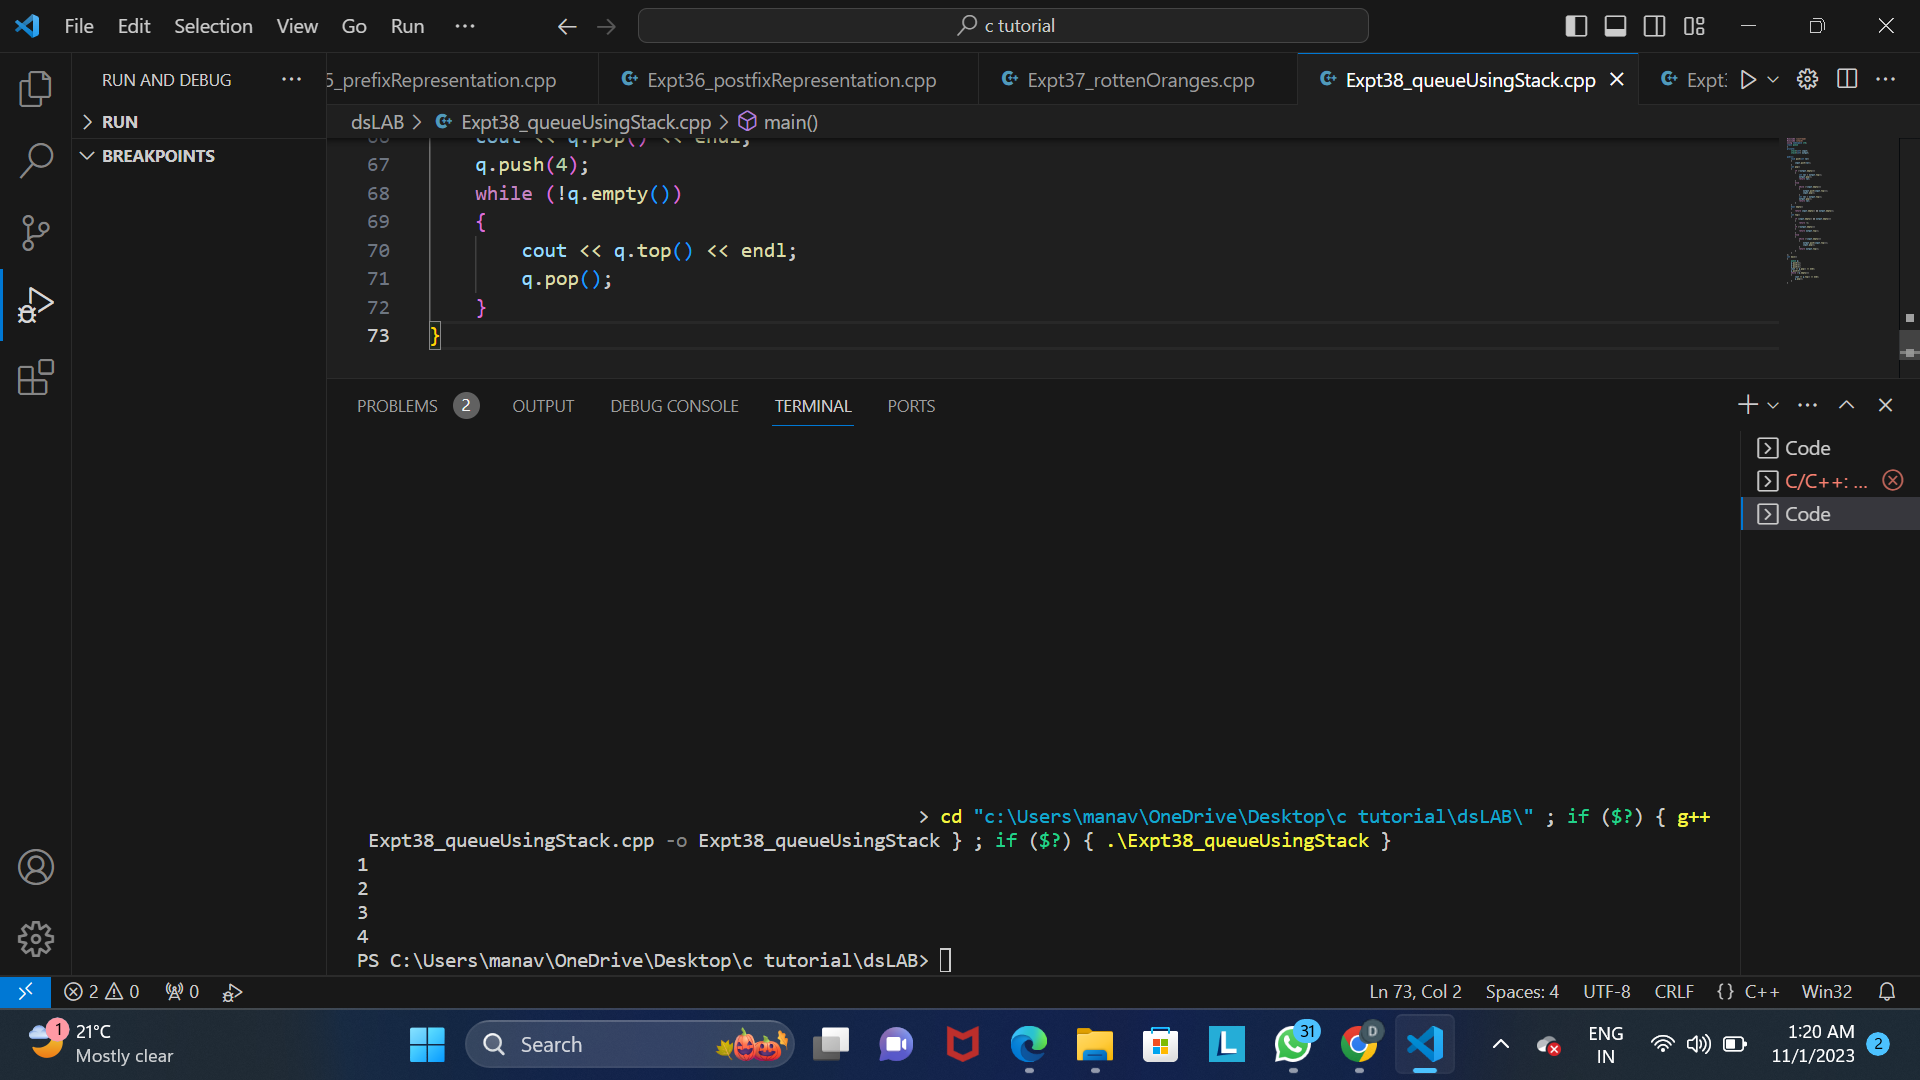 File Edit Selection View Go Run ··· c tutorial
RUN AND DEBUG ···
5_prefixRepresentation.cpp Expt36_postfixRepresentation.cpp Expt37_rottenOranges.cpp Expt38_queueUsingStack.cpp Expt:
RUN
BREAKPOINTS
dsLAB > Expt38_queueUsingStack.cpp > main()
cout << q.pop() << endl;
67 q.push(4);
68 while (!q.empty())
69 {
70 cout << q.top() << endl;
71 q.pop();
72 }
73 }
PROBLEMS 2 OUTPUT DEBUG CONSOLE TERMINAL PORTS
Code
C/C++: ...
Code
> cd "c:\Users\manav\OneDrive\Desktop\c tutorial\dsLAB\" ; if ($?) { g++
Expt38_queueUsingStack.cpp -o Expt38_queueUsingStack } ; if ($?) { .\Expt38_queueUsingStack }
1
2
3
4
PS C:\Users\manav\OneDrive\Desktop\c tutorial\dsLAB>
2 0 0 Ln 73, Col 2 Spaces: 4 UTF-8 CRLF {} C++ Win32
1 21°C
Mostly clear
Search
L
31
D
ENG
IN
1:20 AM
11/1/2023
2